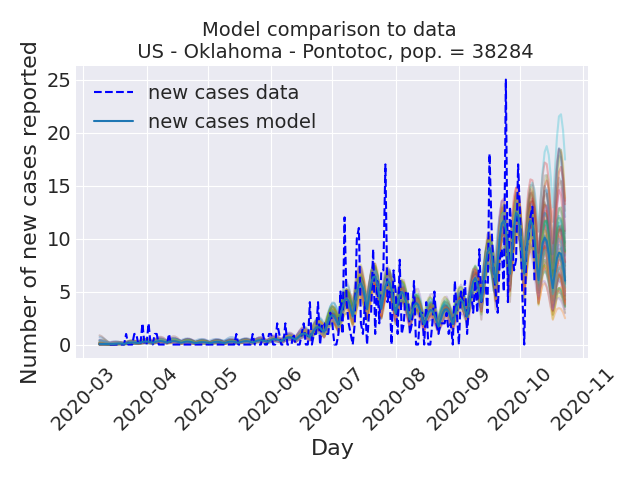 Model comparison to data
US - Oklahoma - Pontotoc, pop. = 38284
Number of new cases reported
25
20
15
10
5
0
new cases data
new cases model
2020-03
2020-04
2020-05
2020-06
2020-07
2020-08
2020-09
2020-10
2020-11
Day